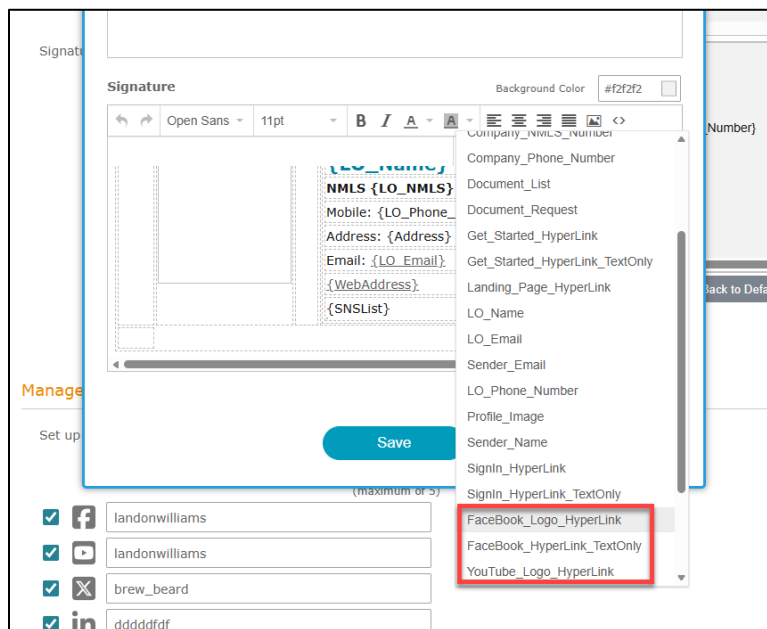 Signatu
Signature
Background Color
#f2f2f2
Open Sans
11pt
B I A A
_Number}
Company_NMLS_Number
{LO_Name}
Company_Phone_Number
NMLS {LO_NMLS}
Document_List
Mobile: {LO_Phone_
Document_Request
Address: {Address}
Get_Started_HyperLink
Email: {LO_Email}
Get_Started_HyperLink_TextOnly
{WebAddress}
Landing_Page_HyperLink
Back to Defa
{SNSList}
LO_Name
LO_Email
Sender_Email
Manage
LO_Phone_Number
Profile_Image
Set up
Save
Sender_Name
SignIn_HyperLink
(maximum of 5)
SignIn_HyperLink_TextOnly
landonwilliams
FaceBook_Logo_HyperLink
landonwilliams
FaceBook_HyperLink_TextOnly
YouTube_Logo_HyperLink
brew_beard
dddddfdf